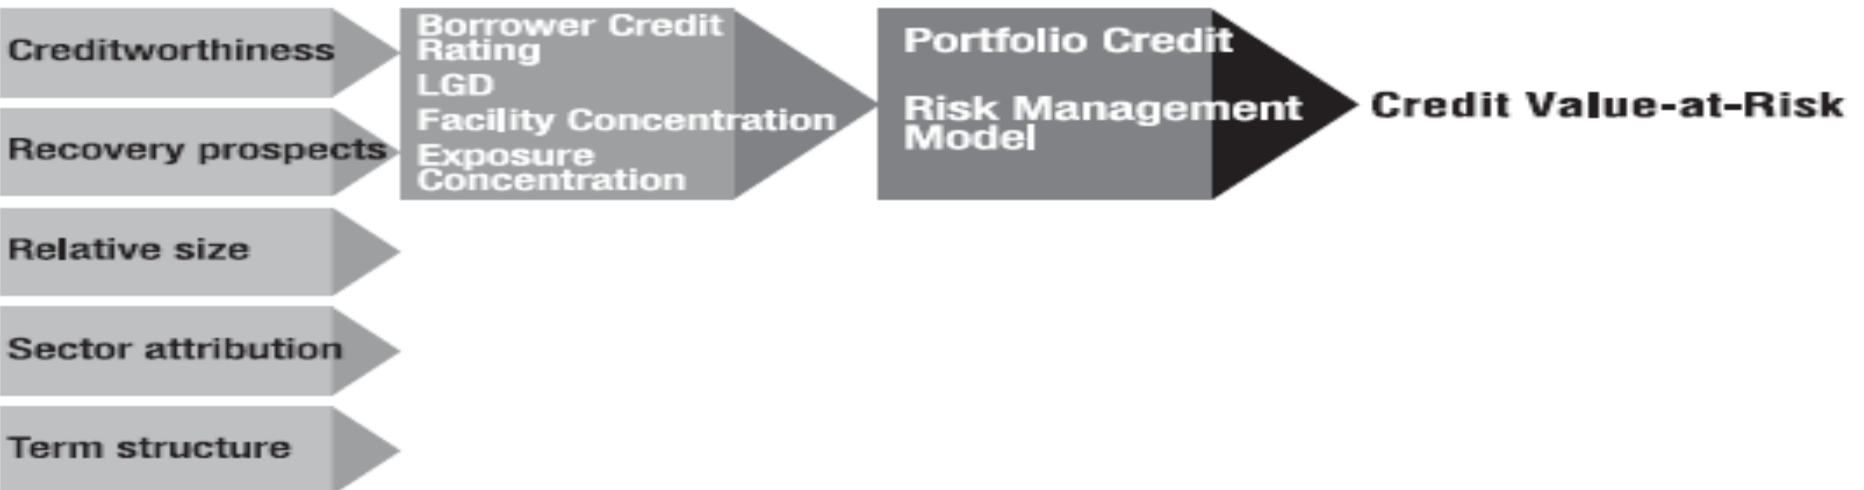 Creditworthiness
Recovery prospects
Relative size
Sector attribution
Term structure
Borrower Credit
Rating
LGD
Facility Concentration
Exposure
Concentration
Portfolio Credit
Risk Management
Model
Credit Value-at-Risk